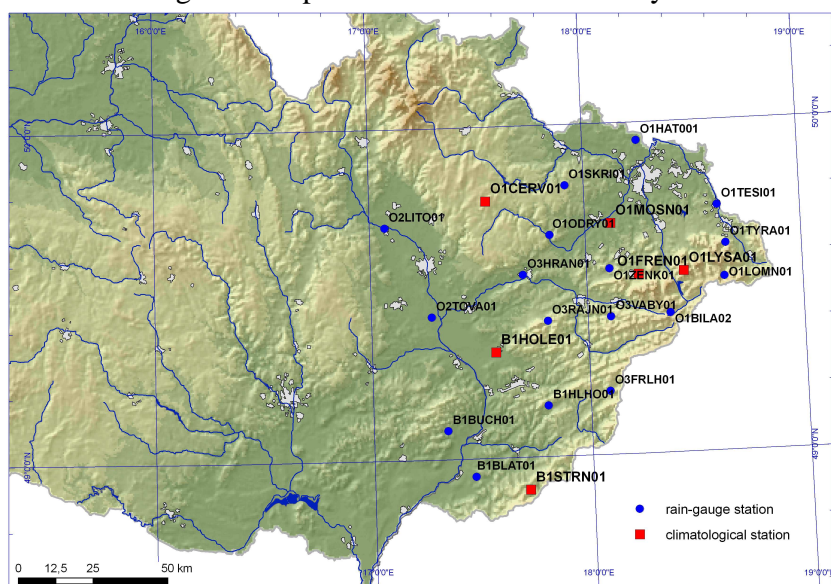 16°0'0"E
17°0'0"E
18°0'0"E
19°0'0"E
50°0'0"N
50°0'0"N
O1HAT001
O1SKRI01
O1CERV01
O1TESI01
O1MOSN01
O2LITO01
O1ODRY01
O1TYRA01
O3HRAN01
O1FREN01
O1LYSA01
O1ZENK01
O1LOMN01
O2TOVA01
O3RAJN01
O3VABY01
O1BILA02
B1HOLE01
O3FRLH01
B1HLHO01
B1BUCH01
49°0'0"N
49°0'0"N
B1BLAT01
B1STRN01
rain-gauge station
climatological station
0 12,5 25 50 km
17°0'0"E
18°0'0"E
19°0'0"E